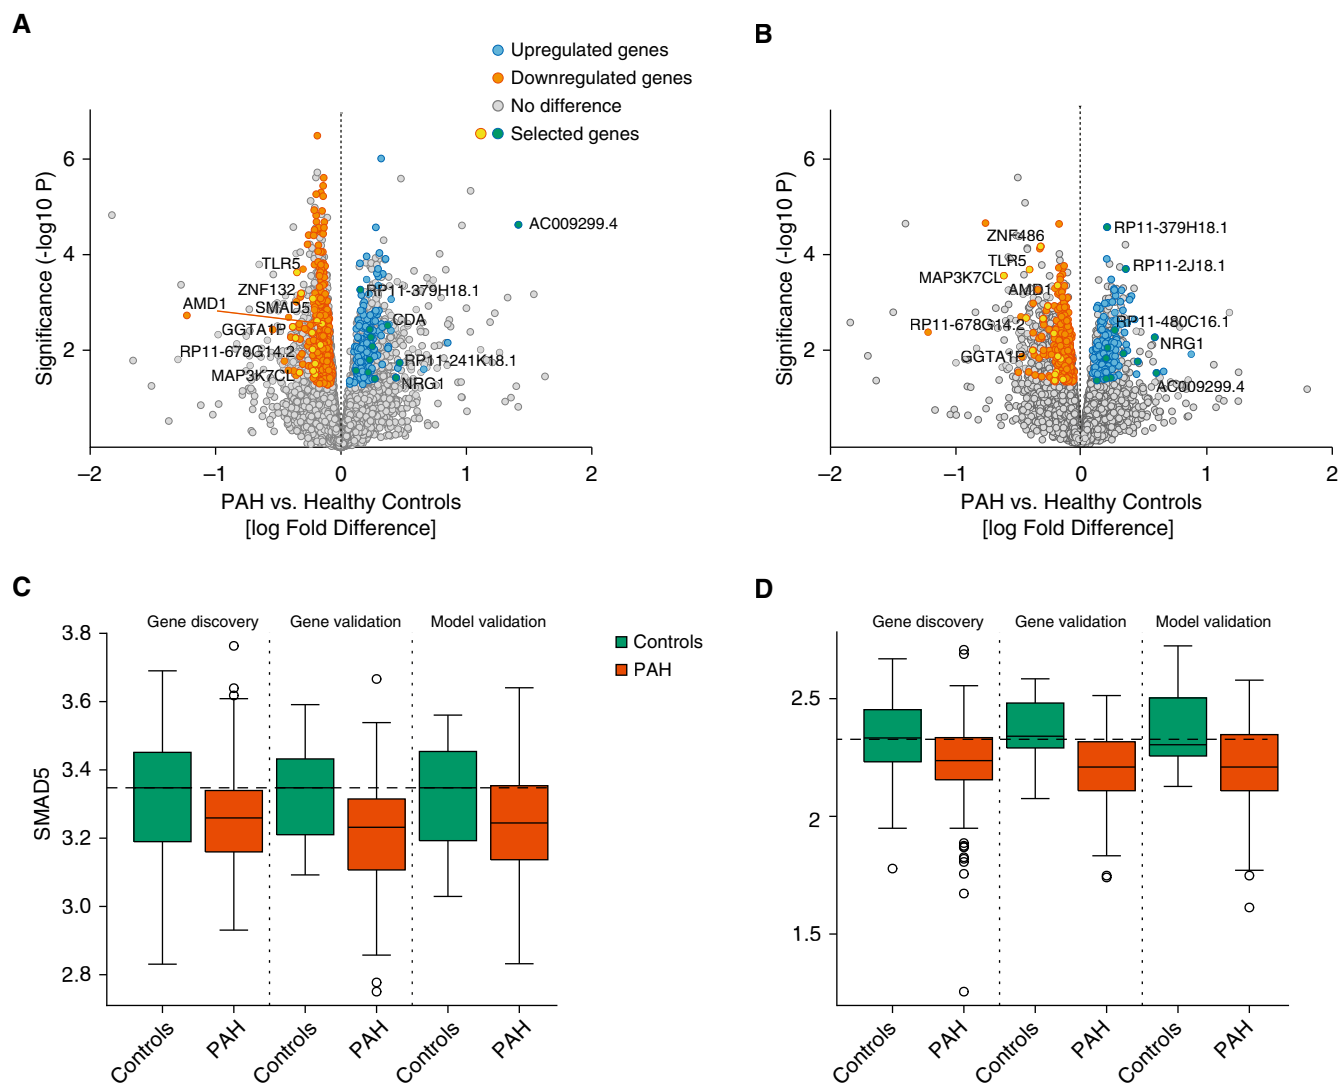 A
Upregulated genes
Downregulated genes
No difference
Selected genes
Significance (-log10 P)
6
4
2
AC009299.4
TLR5
ZNF132
RP11-379H18.1
AMD1
SMAD5
CDA
GGTA1P
RP11-678G14.2
RP11-241K18.1
MAP3K7CL
NRG1
–2
–1
0
1
2
PAH vs. Healthy Controls
[log Fold Difference]
B
Significance (-log10 P)
6
4
2
RP11-379H18.1
ZNF486
TLR5
RP11-2J18.1
MAP3K7CL
AMD1
RP11-678G14.2
RP11-480C16.1
NRG1
GGTA1P
AC009299.4
–2
–1
0
1
2
PAH vs. Healthy Controls
[log Fold Difference]
C
Gene discovery
Gene validation
Model validation
Controls
PAH
SMAD5
3.8
3.6
3.4
3.2
3.0
2.8
Controls
PAH
Controls
PAH
Controls
PAH
D
Gene discovery
Gene validation
Model validation
2.5
2
1.5
Controls
PAH
Controls
PAH
Controls
PAH